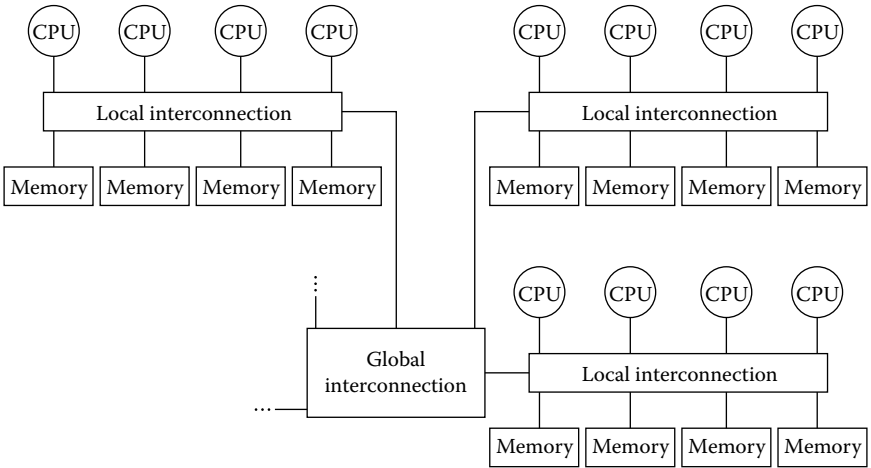 CPU CPU CPU CPU
Local interconnection
Memory Memory Memory Memory
CPU CPU CPU CPU
Local interconnection
Memory Memory Memory Memory
...
Global
interconnection
...
CPU CPU CPU CPU
Local interconnection
Memory Memory Memory Memory